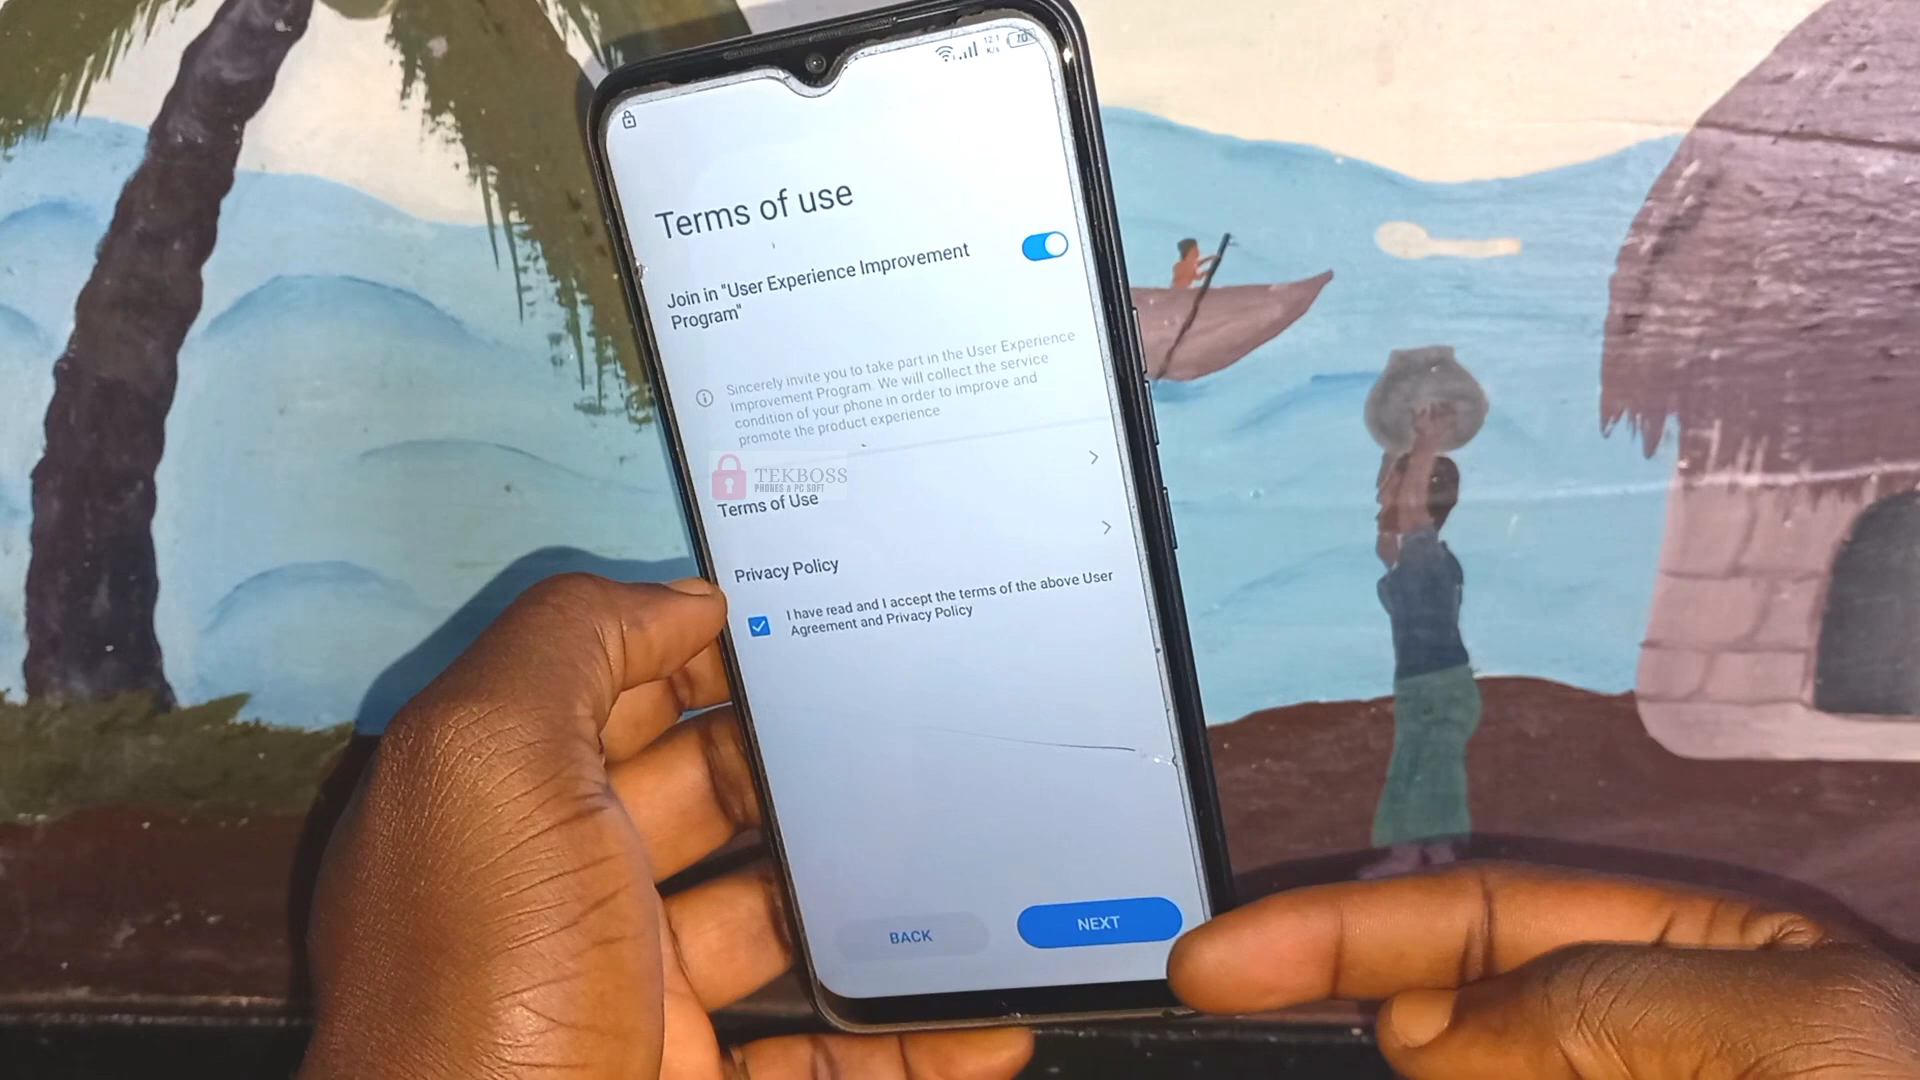 12.1
K/s
70
Terms of use
Join in "User Experience Improvement
Program"
Sincerely invite you to take part in the User Experience
Improvement Program. We will collect the service
condition of your phone in order to improve and
promote the product experience
TEKBOSS
PHONES & PC SOFT
Terms of Use
Privacy Policy
I have read and I accept the terms of the above User
Agreement and Privacy Policy
BACK
NEXT